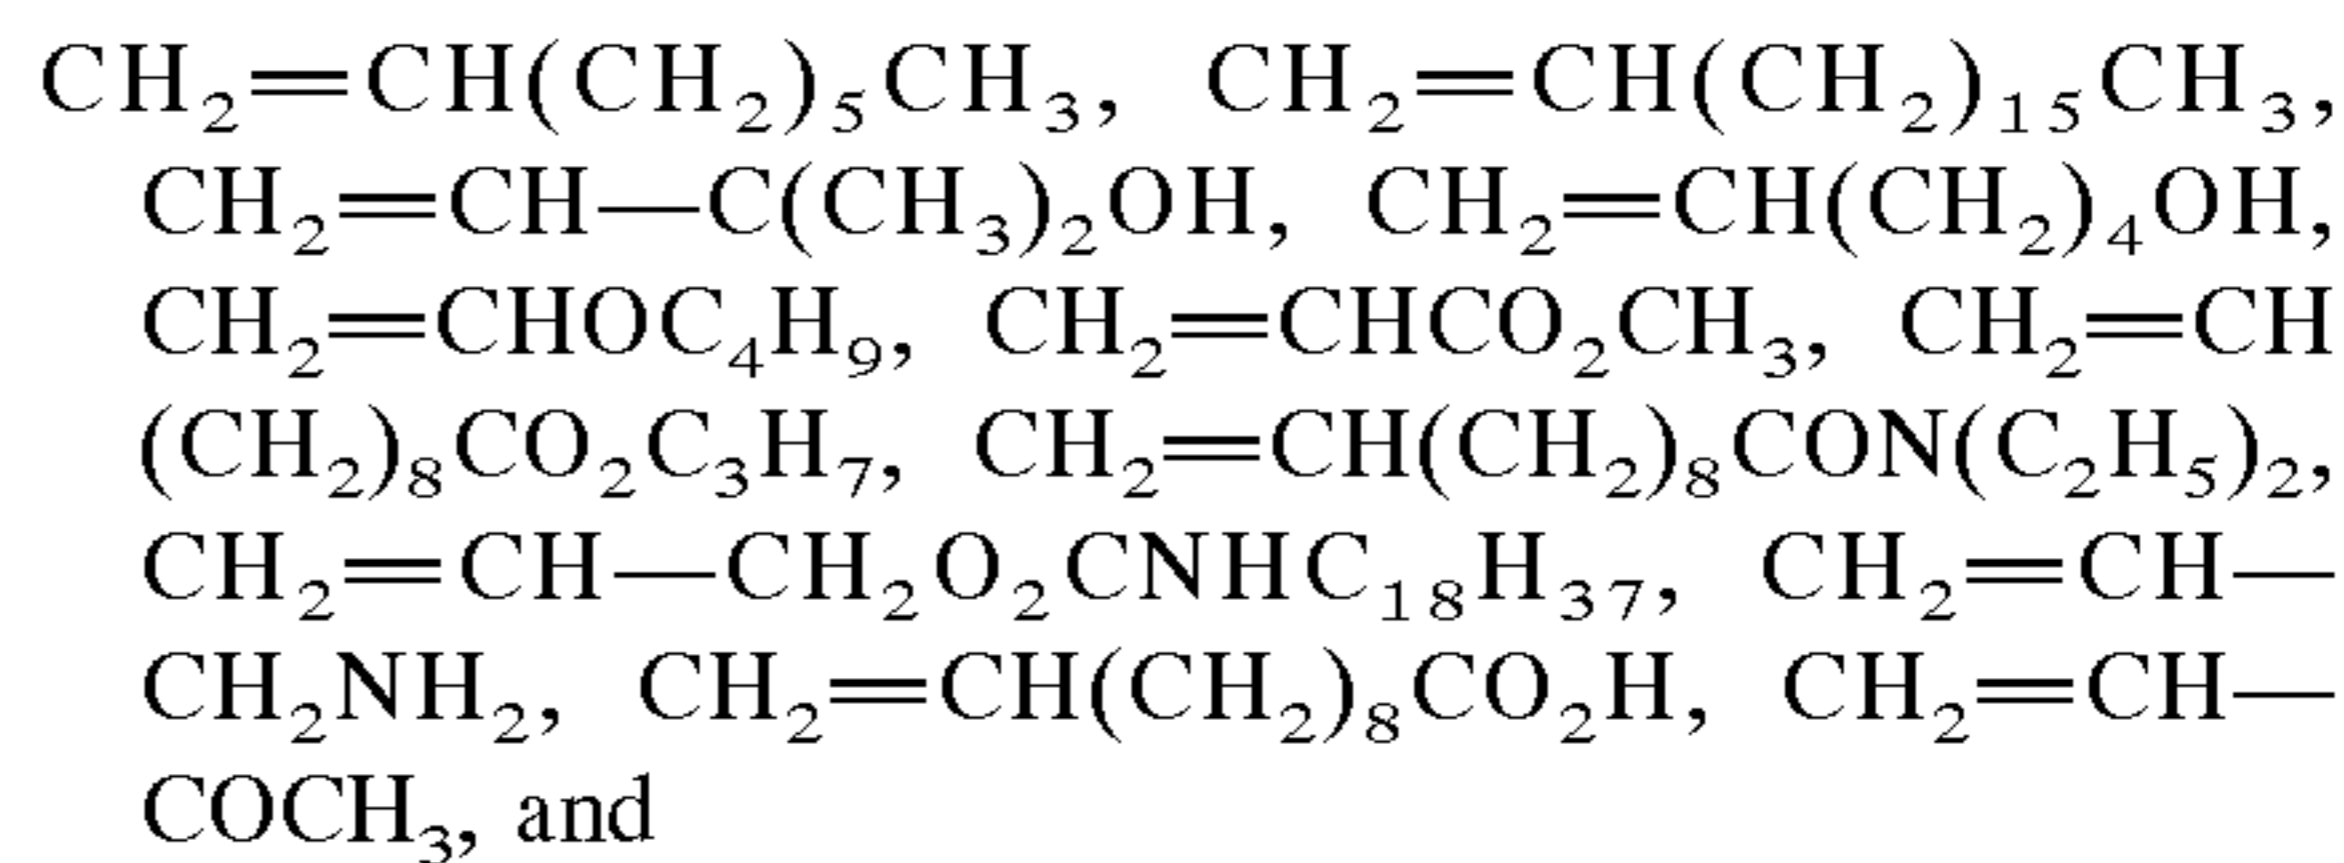 CH₂=CH(CH₂)₅CH₃, CH₂=CH(CH₂)₁₅CH₃,
CH₂=CH—C(CH₃)₂OH, CH₂=CH(CH₂)₄OH,
CH₂=CHOC₄H₉, CH₂=CHCO₂CH₃, CH₂=CH
(CH₂)₈CO₂C₃H₇, CH₂=CH(CH₂)₈CON(C₂H₅)₂,
CH₂=CH—CH₂O₂CNHC₁₈H₃₇, CH₂=CH—
CH₂NH₂, CH₂=CH(CH₂)₈CO₂H, CH₂=CH—
COCH₃, and